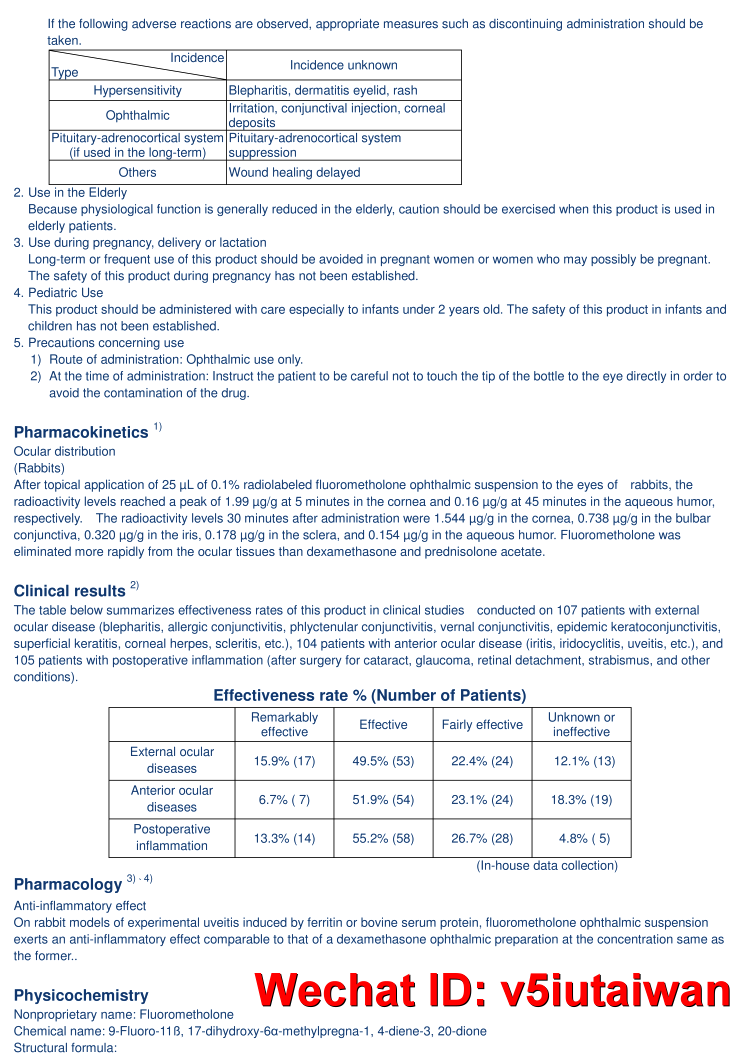 If the following adverse reactions are observed, appropriate measures such as discontinuing administration should be
taken.
Incidence
Type
Incidence unknown
Hypersensitivity
Blepharitis, dermatitis eyelid, rash
Ophthalmic
Irritation, conjunctival injection, corneal
deposits
Pituitary-adrenocortical system
(if used in the long-term)
Pituitary-adrenocortical system
suppression
Others
Wound healing delayed
2. Use in the Elderly
Because physiological function is generally reduced in the elderly, caution should be exercised when this product is used in
elderly patients.
3. Use during pregnancy, delivery or lactation
Long-term or frequent use of this product should be avoided in pregnant women or women who may possibly be pregnant.
The safety of this product during pregnancy has not been established.
4. Pediatric Use
This product should be administered with care especially to infants under 2 years old. The safety of this product in infants and
children has not been established.
5. Precautions concerning use
1) Route of administration: Ophthalmic use only.
2) At the time of administration: Instruct the patient to be careful not to touch the tip of the bottle to the eye directly in order to
avoid the contamination of the drug.
Pharmacokinetics 1)
Ocular distribution
(Rabbits)
After topical application of 25 µL of 0.1% radiolabeled fluorometholone ophthalmic suspension to the eyes of rabbits, the
radioactivity levels reached a peak of 1.99 µg/g at 5 minutes in the cornea and 0.16 µg/g at 45 minutes in the aqueous humor,
respectively. The radioactivity levels 30 minutes after administration were 1.544 µg/g in the cornea, 0.738 µg/g in the bulbar
conjunctiva, 0.320 µg/g in the iris, 0.178 µg/g in the sclera, and 0.154 µg/g in the aqueous humor. Fluorometholone was
eliminated more rapidly from the ocular tissues than dexamethasone and prednisolone acetate.
Clinical results 2)
The table below summarizes effectiveness rates of this product in clinical studies conducted on 107 patients with external
ocular disease (blepharitis, allergic conjunctivitis, phlyctenular conjunctivitis, vernal conjunctivitis, epidemic keratoconjunctivitis,
superficial keratitis, corneal herpes, scleritis, etc.), 104 patients with anterior ocular disease (iritis, iridocyclitis, uveitis, etc.), and
105 patients with postoperative inflammation (after surgery for cataract, glaucoma, retinal detachment, strabismus, and other
conditions).
Effectiveness rate % (Number of Patients)
Remarkably
effective
Effective
Fairly effective
Unknown or
ineffective
External ocular
diseases
15.9% (17)
49.5% (53)
22.4% (24)
12.1% (13)
Anterior ocular
diseases
6.7% ( 7)
51.9% (54)
23.1% (24)
18.3% (19)
Postoperative
inflammation
13.3% (14)
55.2% (58)
26.7% (28)
4.8% ( 5)
(In-house data collection)
Pharmacology 3) · 4)
Anti-inflammatory effect
On rabbit models of experimental uveitis induced by ferritin or bovine serum protein, fluorometholone ophthalmic suspension
exerts an anti-inflammatory effect comparable to that of a dexamethasone ophthalmic preparation at the concentration same as
the former..
Wechat ID: v5iutaiwan
Physicochemistry
Nonproprietary name: Fluorometholone
Chemical name: 9-Fluoro-11ß, 17-dihydroxy-6α-methylpregna-1, 4-diene-3, 20-dione
Structural formula: